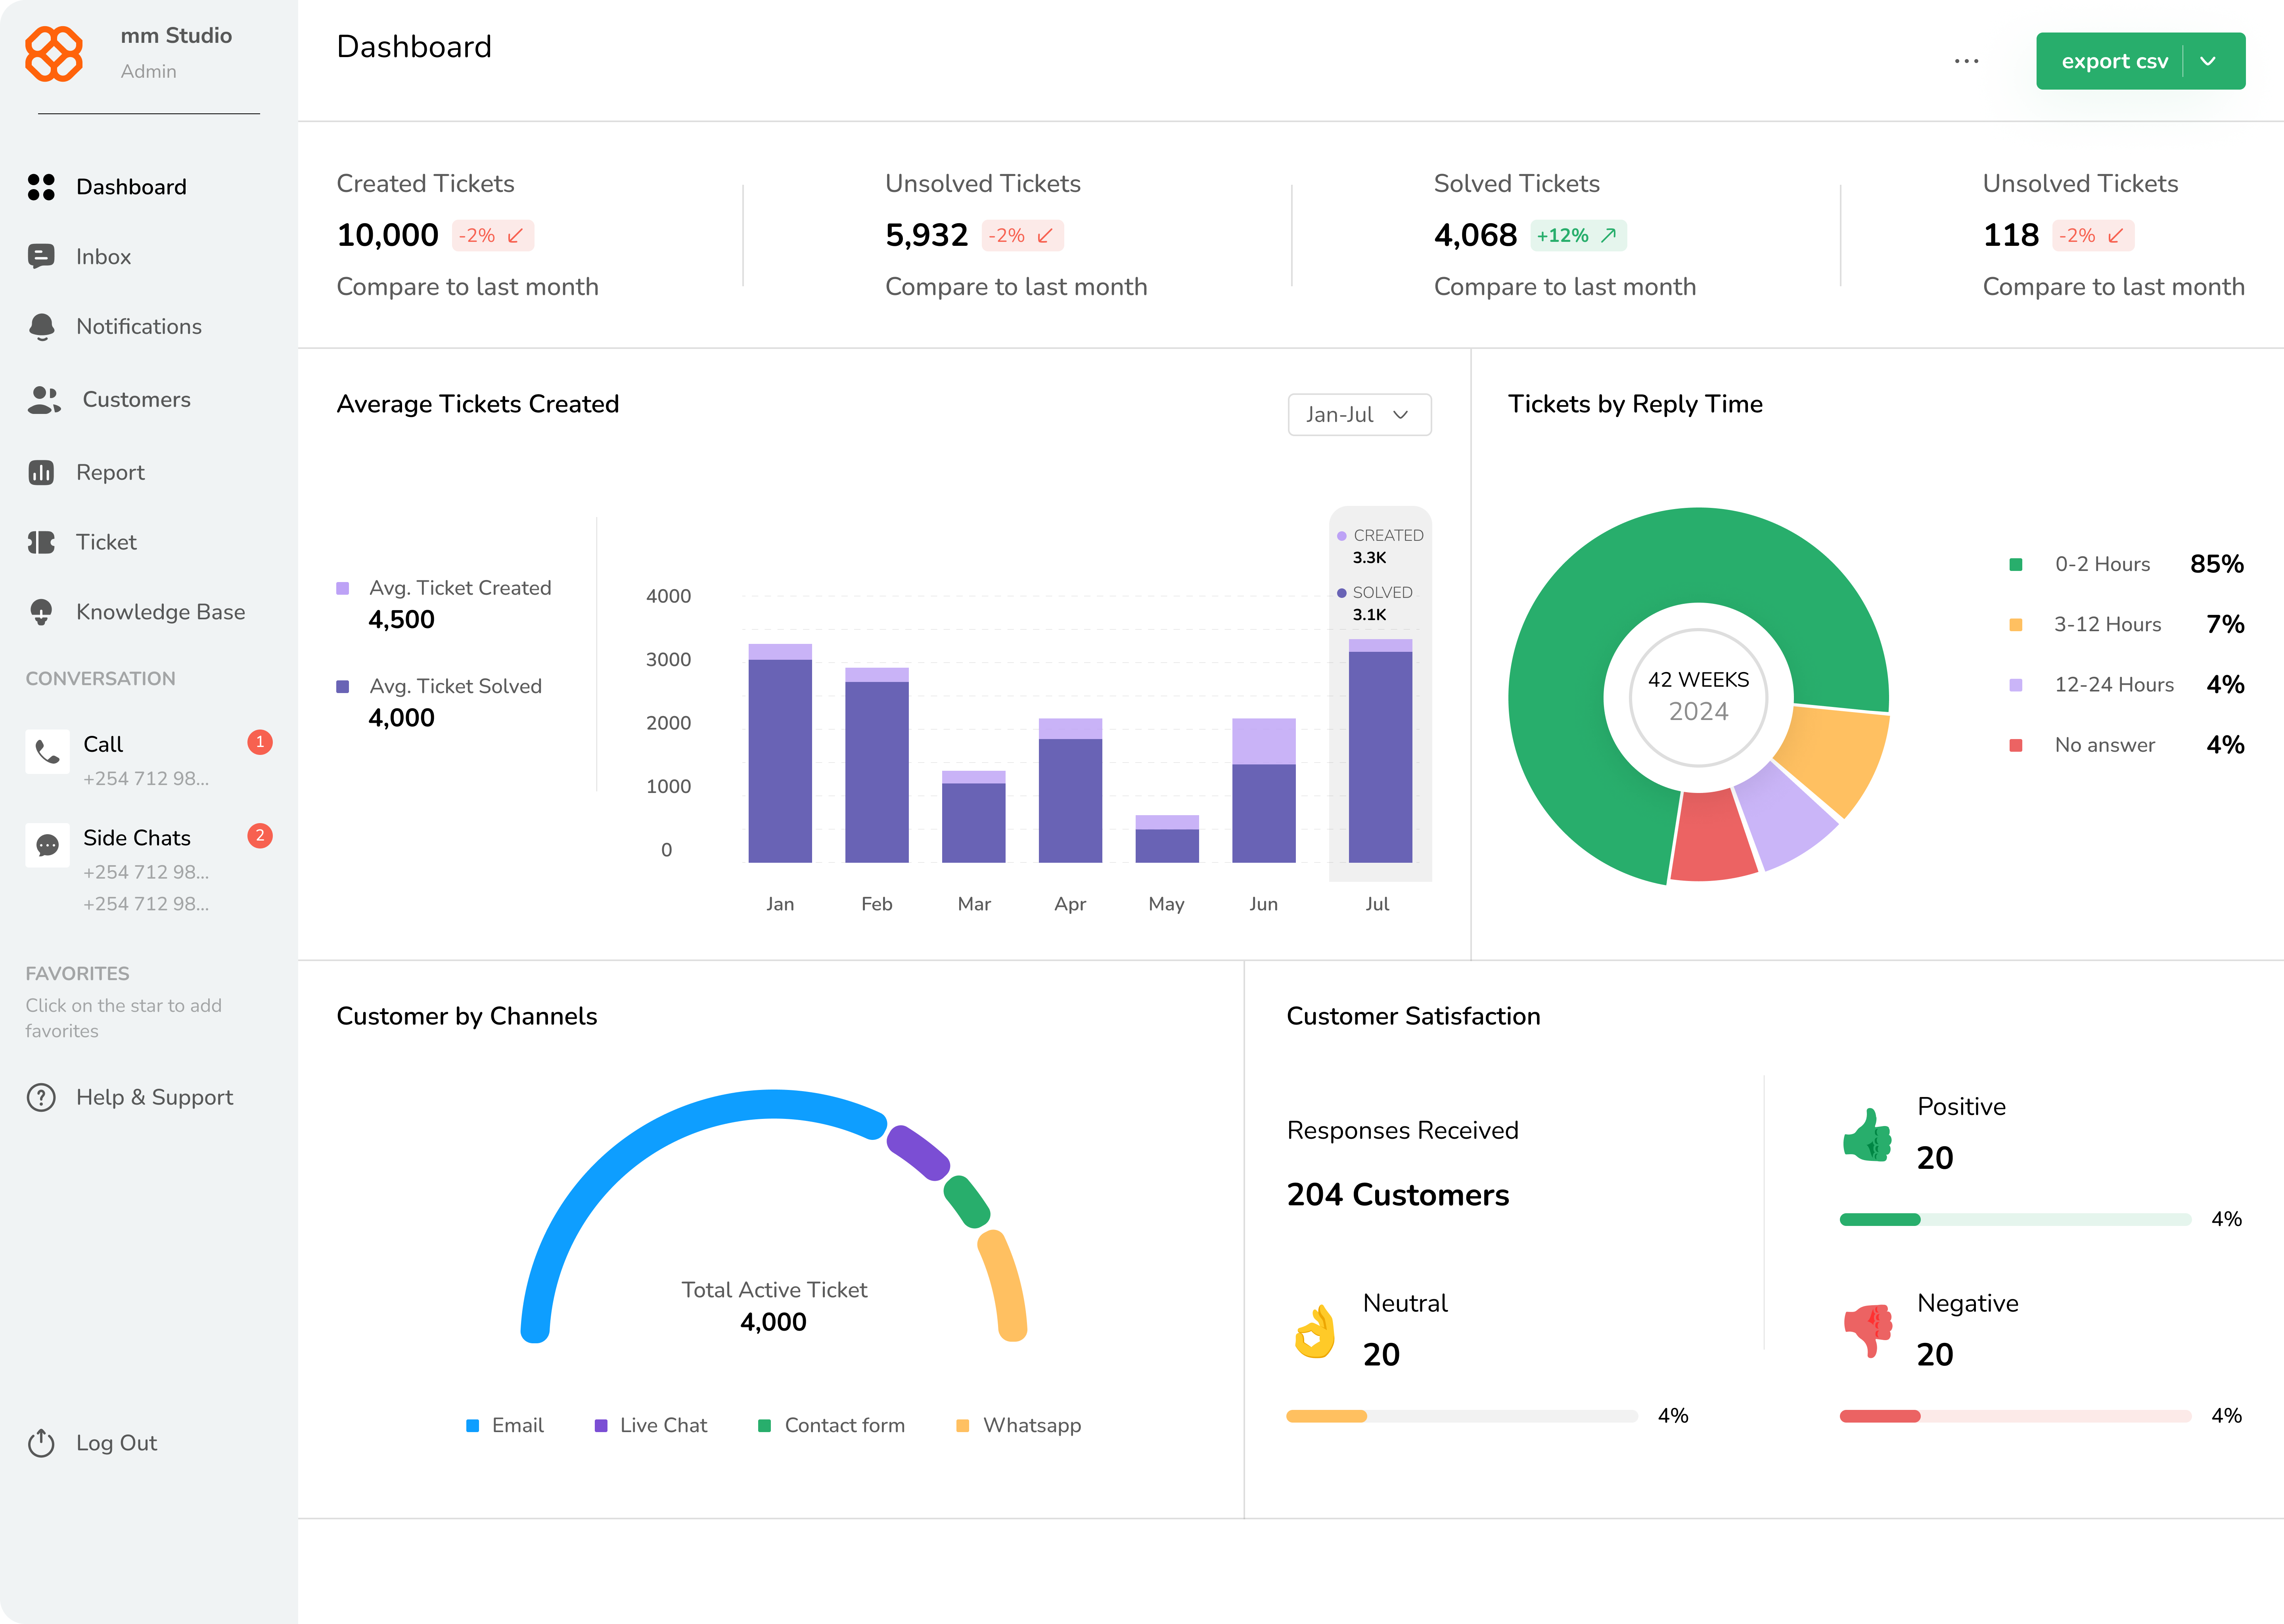 mm Studio
Admin
Dashboard
Inbox
Notifications
Customers
Report
Ticket
Knowledge Base
CONVERSATION
Call
1
+254 712 98...
Side Chats
2
+254 712 98...
+254 712 98...
FAVORITES
Click on the star to add
favorites
Help & Support
Log Out
Dashboard
export csv
Created Tickets
10,000 -2%
Compare to last month
Unsolved Tickets
5,932 -2%
Compare to last month
Solved Tickets
4,068 +12%
Compare to last month
Unsolved Tickets
118 -2%
Compare to last month
Average Tickets Created
Jan-Jul
Avg. Ticket Created
4,500
Avg. Ticket Solved
4,000
4000
3000
2000
1000
0
CREATED
3.3K
SOLVED
3.1K
Jan Feb Mar Apr May Jun Jul
Tickets by Reply Time
42 WEEKS
2024
0-2 Hours 85%
3-12 Hours 7%
12-24 Hours 4%
No answer 4%
Customer by Channels
Total Active Ticket
4,000
Email Live Chat Contact form Whatsapp
Customer Satisfaction
Responses Received
204 Customers
Positive
20
4%
Neutral
20
4%
Negative
20
4%